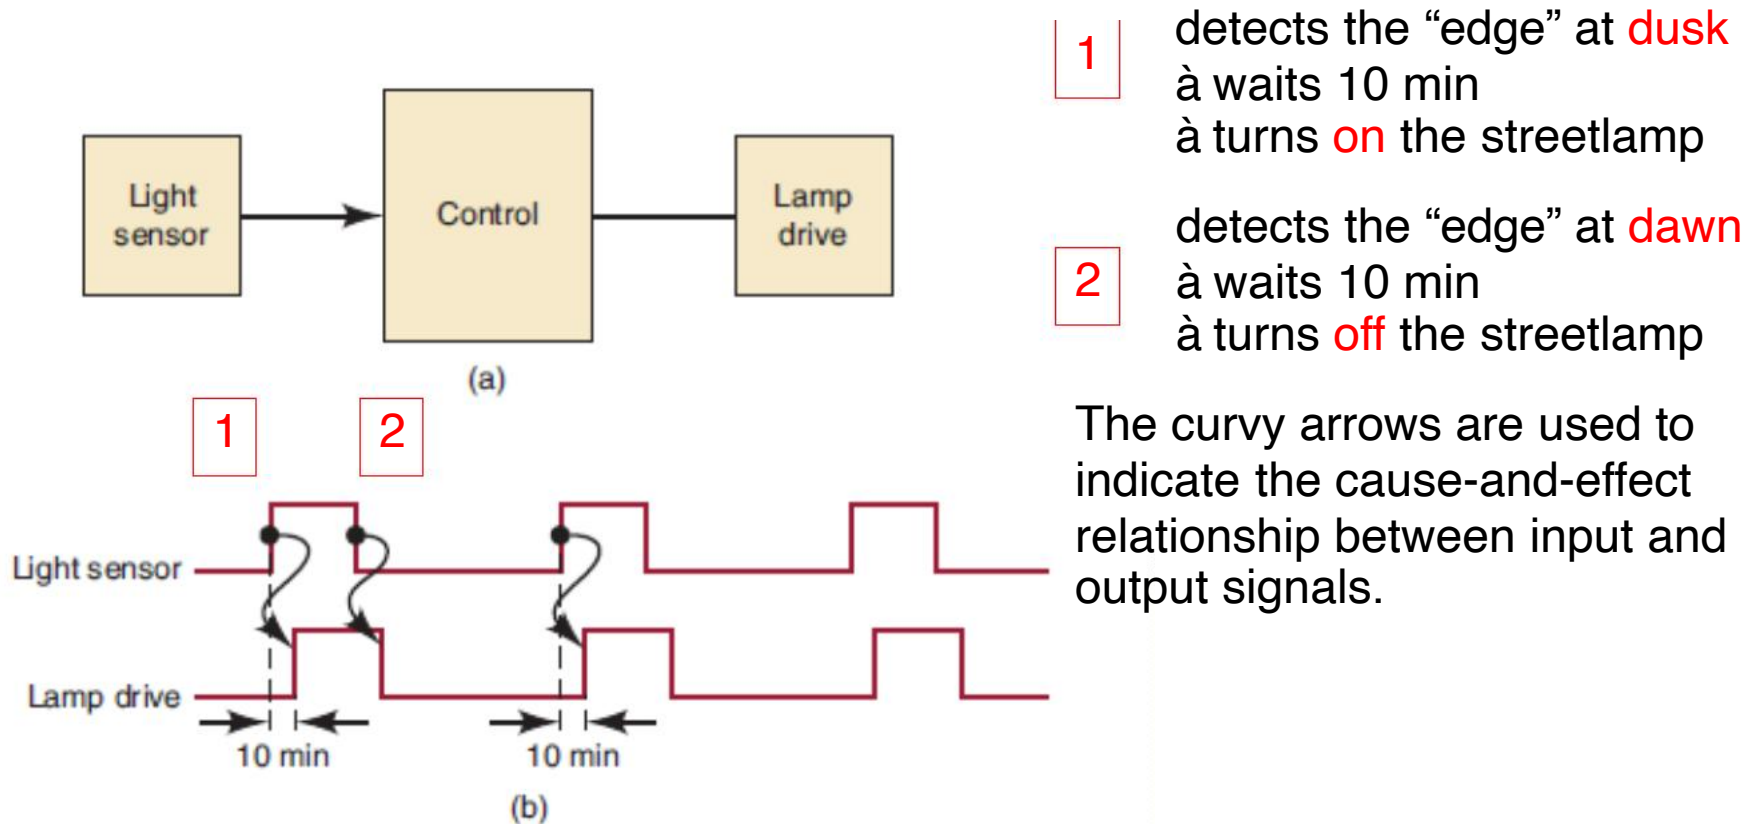 Light
sensor
Control
Lamp
drive
(a)
1
2
Light sensor
Lamp drive
10 min
10 min
(b)
1
detects the “edge” at dusk
à waits 10 min
à turns on the streetlamp
2
detects the “edge” at dawn
à waits 10 min
à turns off the streetlamp
The curvy arrows are used to
indicate the cause-and-effect
relationship between input and
output signals.